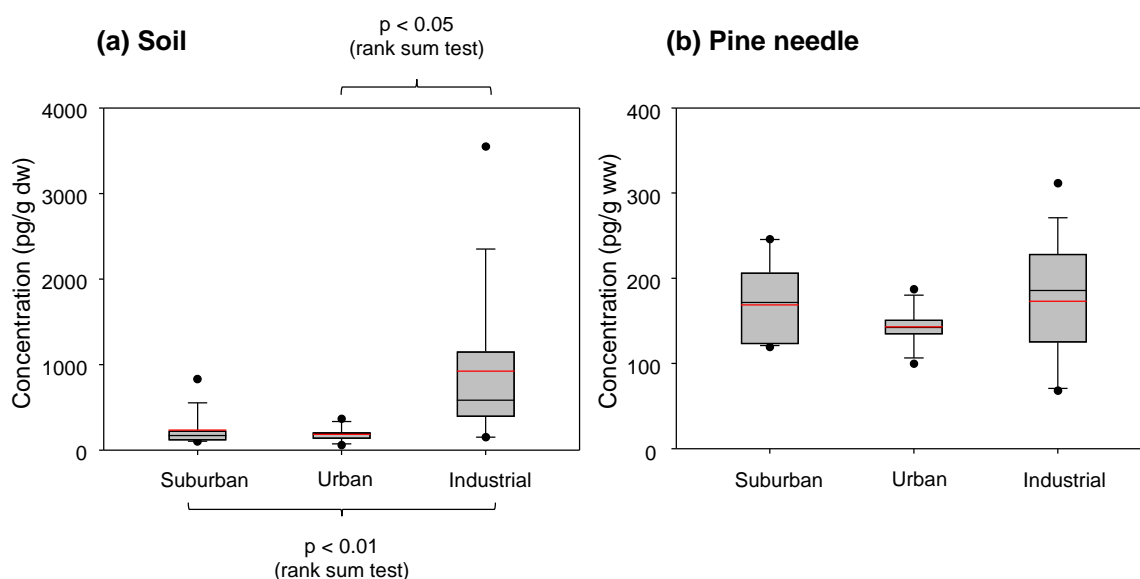 (a) Soil
p < 0.05
(rank sum test)
Concentration (pg/g dw)
4000
3000
2000
1000
0
Suburban
Urban
Industrial
p < 0.01
(rank sum test)
(b) Pine needle
Concentration (pg/g ww)
400
300
200
100
0
Suburban
Urban
Industrial